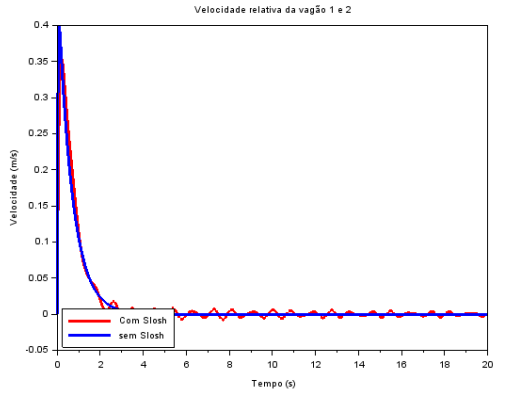 Velocidade relativa da vagão 1 e 2
0.4
0.35
0.3
0.25
0.2
0.15
0.1
0.05
0
-0.05
Velocidade (m/s)
Com Slosh
sem Slosh
0 2 4 6 8 10 12 14 16 18 20
Tempo (s)